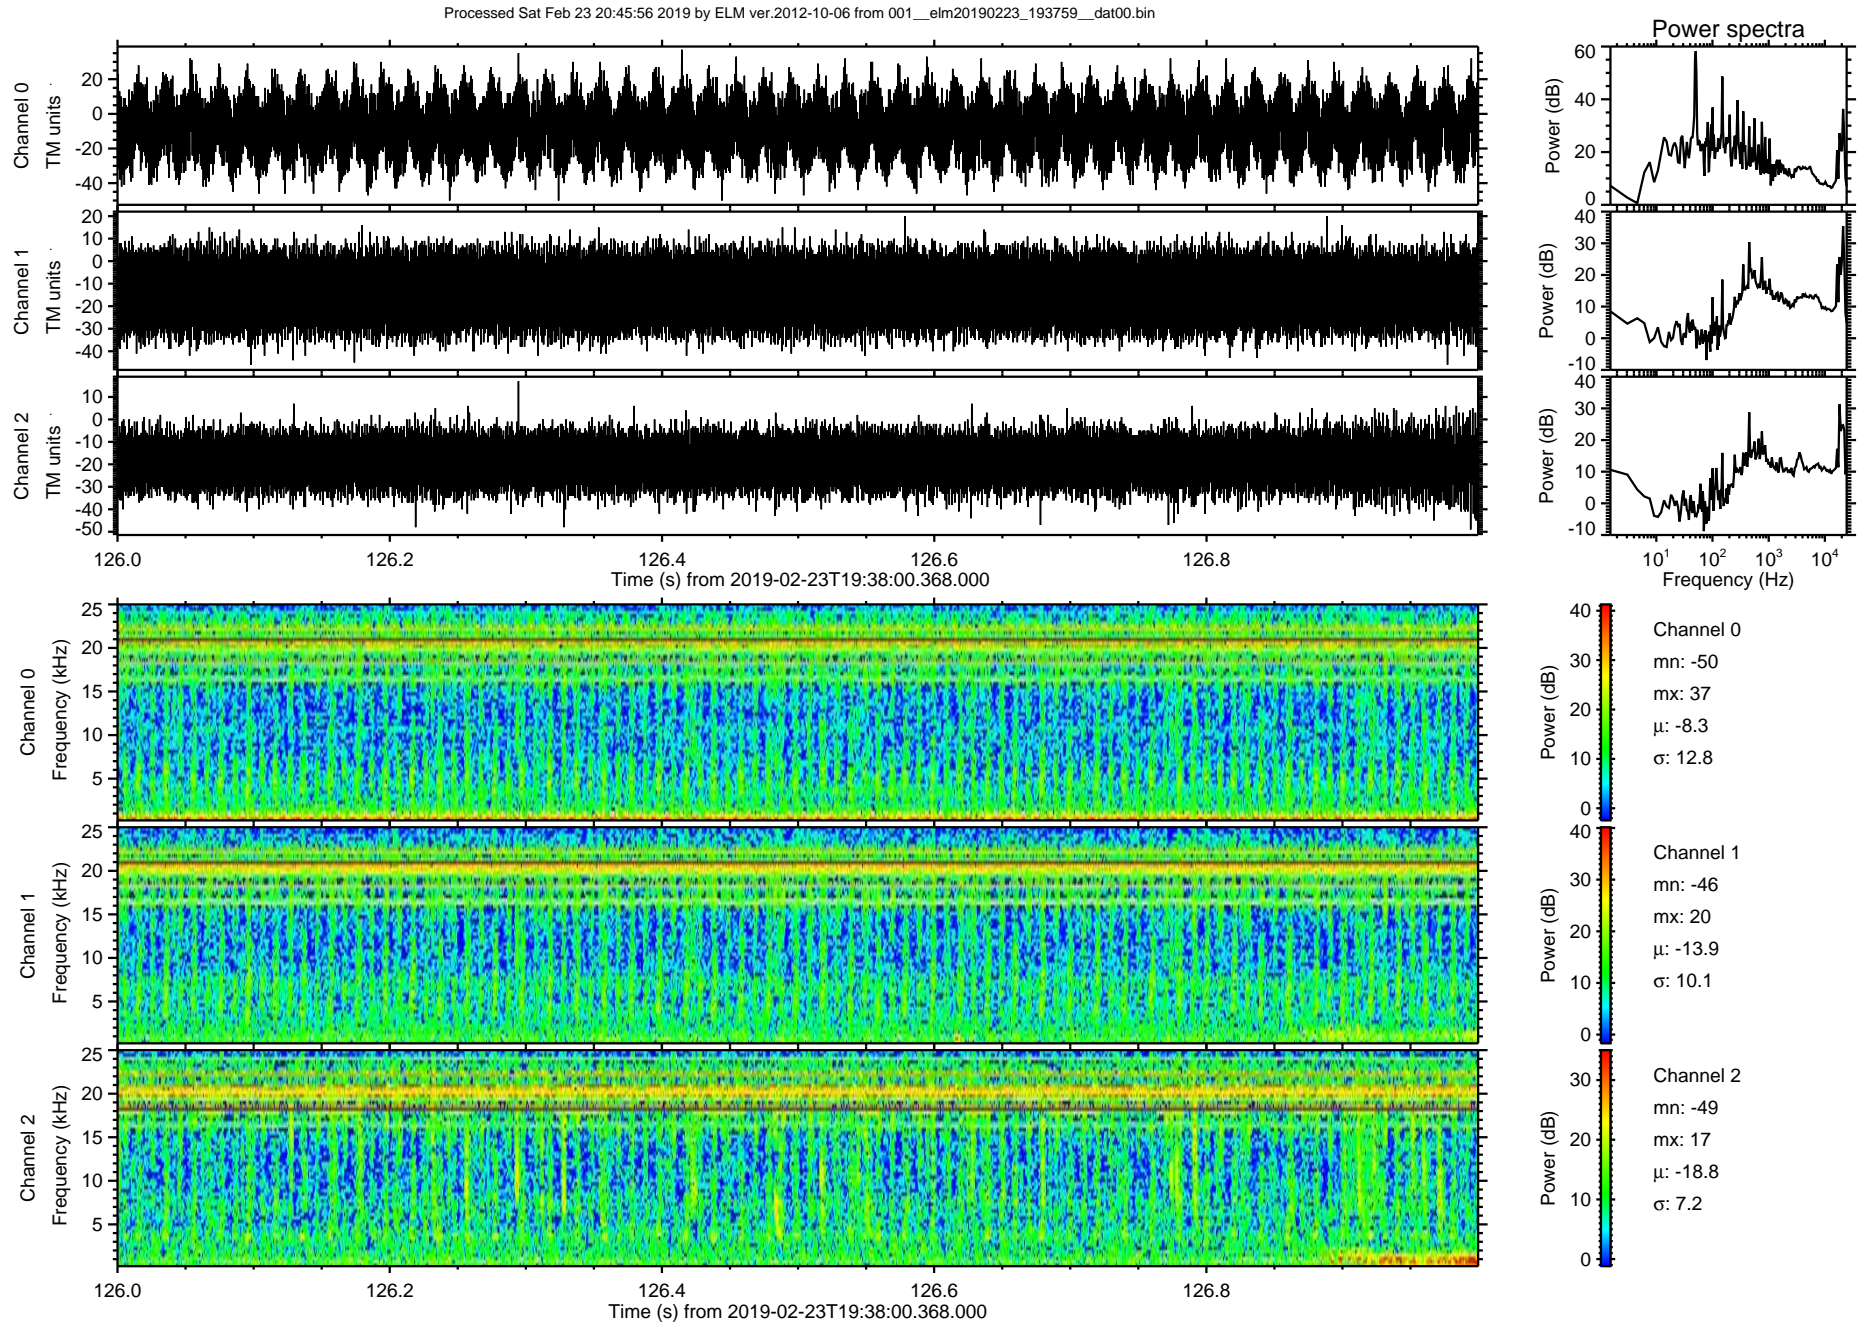 Processed Sat Feb 23 20:45:56 2019 by ELM ver.2012-10-06 from 001__elm20190223_193759__dat00.bin
Power spectra
Channel 0
TM units
20
0
-20
-40
Power (dB)
60
40
20
0
Channel 1
TM units
20
10
0
-10
-20
-30
-40
Power (dB)
40
30
20
10
0
-10
Channel 2
TM units
10
0
-10
-20
-30
-40
-50
Power (dB)
40
30
20
10
0
-10
126.0 126.2 126.4 126.6 126.8
Time (s) from 2019-02-23T19:38:00.368.000
10¹ 10² 10³ 10⁴
Frequency (Hz)
Channel 0
Frequency (kHz)
25
20
15
10
5
Power (dB)
40
30
20
10
0
Channel 0
mn: -50
mx: 37
µ: -8.3
σ: 12.8
Channel 1
Frequency (kHz)
25
20
15
10
5
Power (dB)
40
30
20
10
0
Channel 1
mn: -46
mx: 20
µ: -13.9
σ: 10.1
Channel 2
Frequency (kHz)
25
20
15
10
5
Power (dB)
30
20
10
0
Channel 2
mn: -49
mx: 17
µ: -18.8
σ: 7.2
126.0 126.2 126.4 126.6 126.8
Time (s) from 2019-02-23T19:38:00.368.000